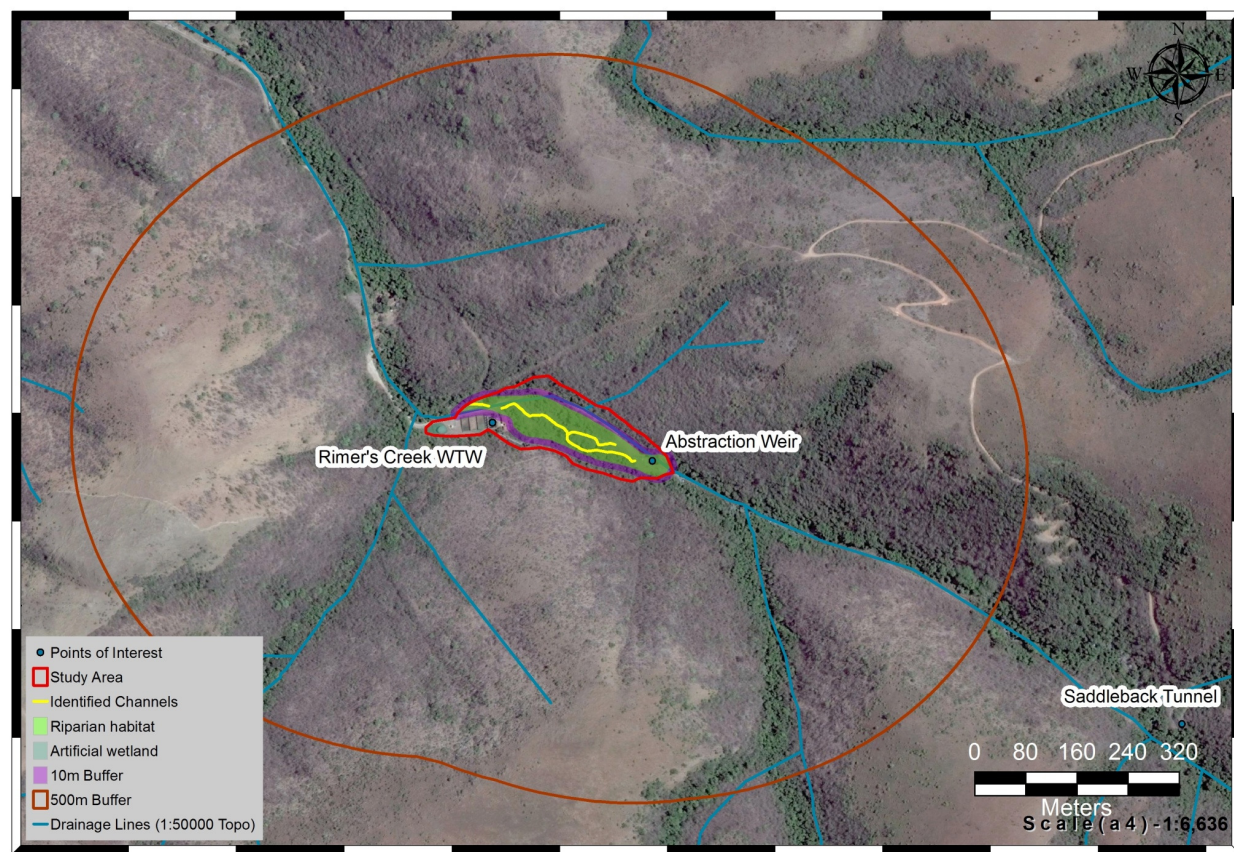 N
W E
S
Rimer's Creek WTW
Abstraction Weir
Saddleback Tunnel
Points of Interest
Study Area
Identified Channels
Riparian habitat
Artificial wetland
10m Buffer
500m Buffer
Drainage Lines (1:50000 Topo)
0 80 160 240 320
Meters
Scale(a4)-1:6,636